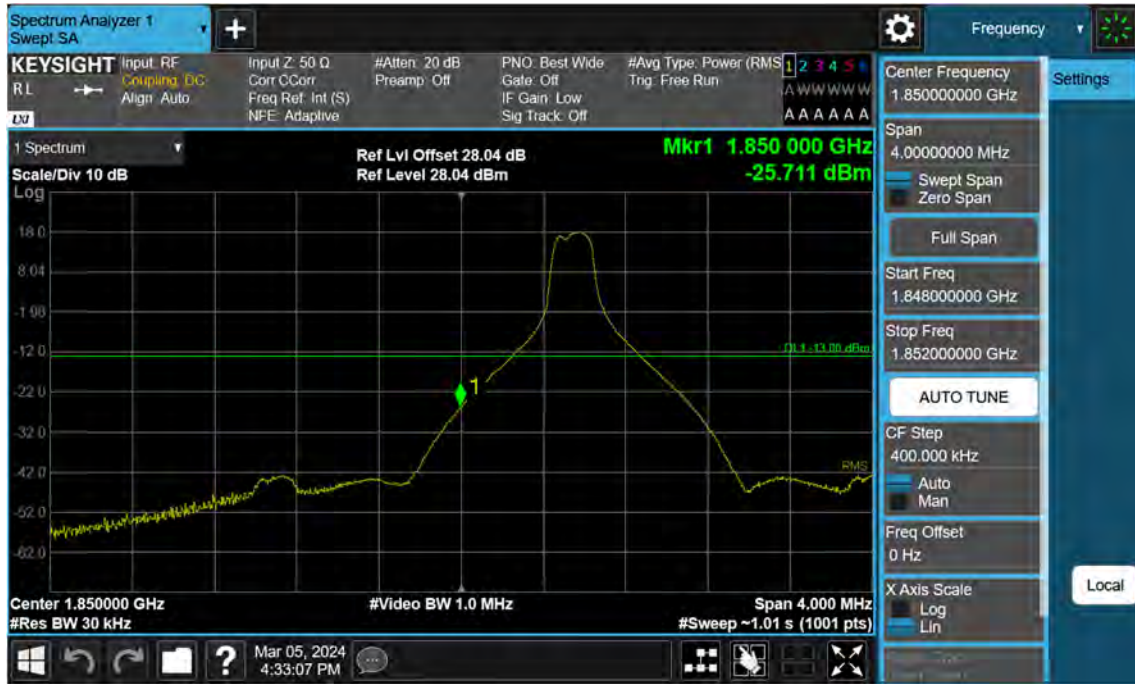 Spectrum Analyzer 1
Swept SA
Frequency
KEYSIGHT
RL
LXI
Input: RF
Coupling: DC
Align: Auto
Input Z: 50 Ω
Corr CCorr
Freq Ref: Int (S)
NFE: Adaptive
#Atten: 20 dB
Preamp: Off
PNO: Best Wide
Gate: Off
IF Gain: Low
Sig Track: Off
#Avg Type: Power (RMS
Trig: Free Run
1 2 3 4 5 6
A W W W W W
A A A A A A
1 Spectrum
Scale/Div 10 dB
Ref Lvl Offset 28.04 dB
Ref Level 28.04 dBm
Mkr1 1.850 000 GHz
-25.711 dBm
Log
18.0
8.04
-1.96
-12.0
DL1 -13.00 dBm
-22.0
1
-32.0
-42.0
RMS
-52.0
-62.0
Center 1.850000 GHz
#Video BW 1.0 MHz
Span 4.000 MHz
#Res BW 30 kHz
#Sweep ~1.01 s (1001 pts)
Mar 05, 2024
4:33:07 PM
?
Center Frequency
1.850000000 GHz
Settings
Span
4.00000000 MHz
Swept Span
Zero Span
Full Span
Start Freq
1.848000000 GHz
Stop Freq
1.852000000 GHz
AUTO TUNE
CF Step
400.000 kHz
Auto
Man
Freq Offset
0 Hz
X Axis Scale
Log
Lin
Local